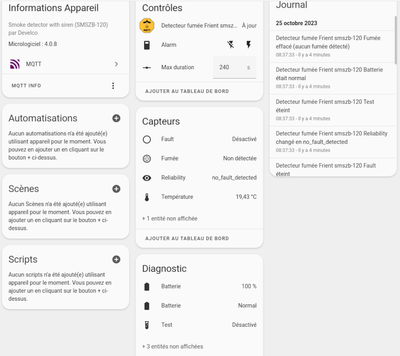 Informations Appareil
Smoke detector with siren (SMSZB-120)
par Develco
Micrologiciel : 4.0.8
MQTT
MQTT INFO
Automatisations
Aucun automatisations n'a été ajouté(e) utilisant
appareil pour le moment. Vous pouvez en
ajouter un en cliquant sur le bouton + ci-
dessus.
Scènes
Aucun Scènes n'a été ajouté(e) utilisant
appareil pour le moment. Vous pouvez en
ajouter un en cliquant sur le bouton + ci-
dessus.
Scripts
Aucun scripts n'a été ajouté(e) utilisant
appareil pour le moment. Vous pouvez en
ajouter un en cliquant sur le bouton + ci-
dessus.
Contrôles
Detecteur fumée Frient smsz... À jour
Alarm
Max duration 240 s
AJOUTER AU TABLEAU DE BORD
Capteurs
Fault Désactivé
Fumée Non détectée
Reliability no_fault_detected
Température 19,43 °C
+ 1 entité non affichée
AJOUTER AU TABLEAU DE BORD
Diagnostic
Batterie 100 %
Batterie Normal
Test Désactivé
+ 3 entités non affichées
Journal
25 octobre 2023
Detecteur fumée Frient smszb-120 Fumée
effacé (aucun fumée détecté)
08:37:33 - il y a 4 minutes
Detecteur fumée Frient smszb-120 Batterie
était normal
08:37:33 - il y a 4 minutes
Detecteur fumée Frient smszb-120 Test
éteint
08:37:33 - il y a 4 minutes
Detecteur fumée Frient smszb-120 Reliability
changé en no_fault_detected
08:37:33 - il y a 4 minutes
Detecteur fumée Frient smszb-120 Fault
éteint